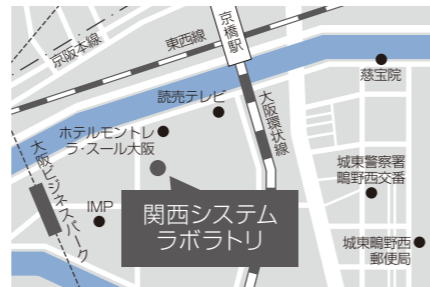 京橋駅
京阪本線
東西線
慈宝院
読売テレビ
大阪環状線
ホテルモントレ
ラ・スール大阪
大阪ビジネスパーク
城東警察署
鴫野西交番
IMP
関西システム
ラボラトリ
城東鴫野西
郵便局